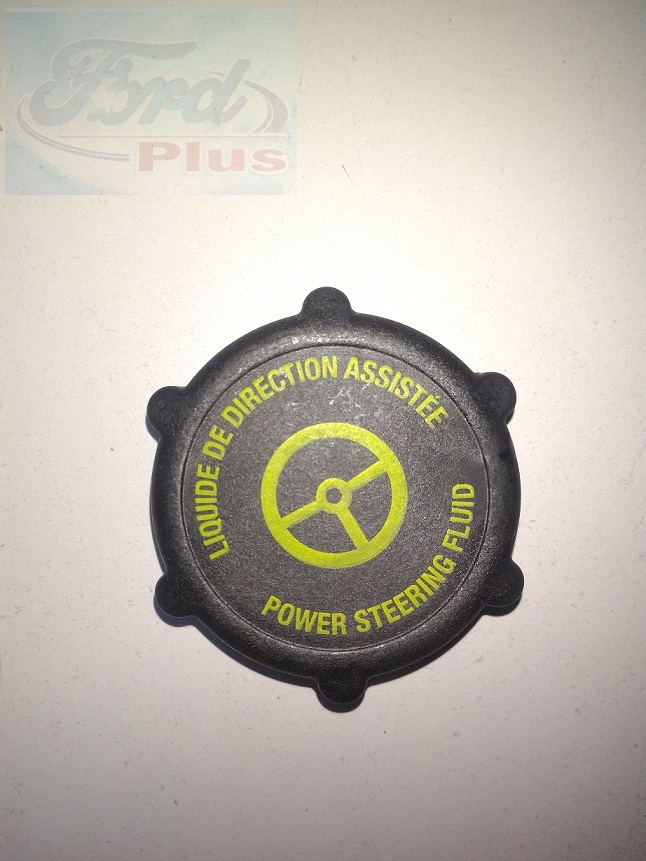 Ford
Plus
LIQUIDE DE DIRECTION ASSISTÉE
POWER STEERING FLUID